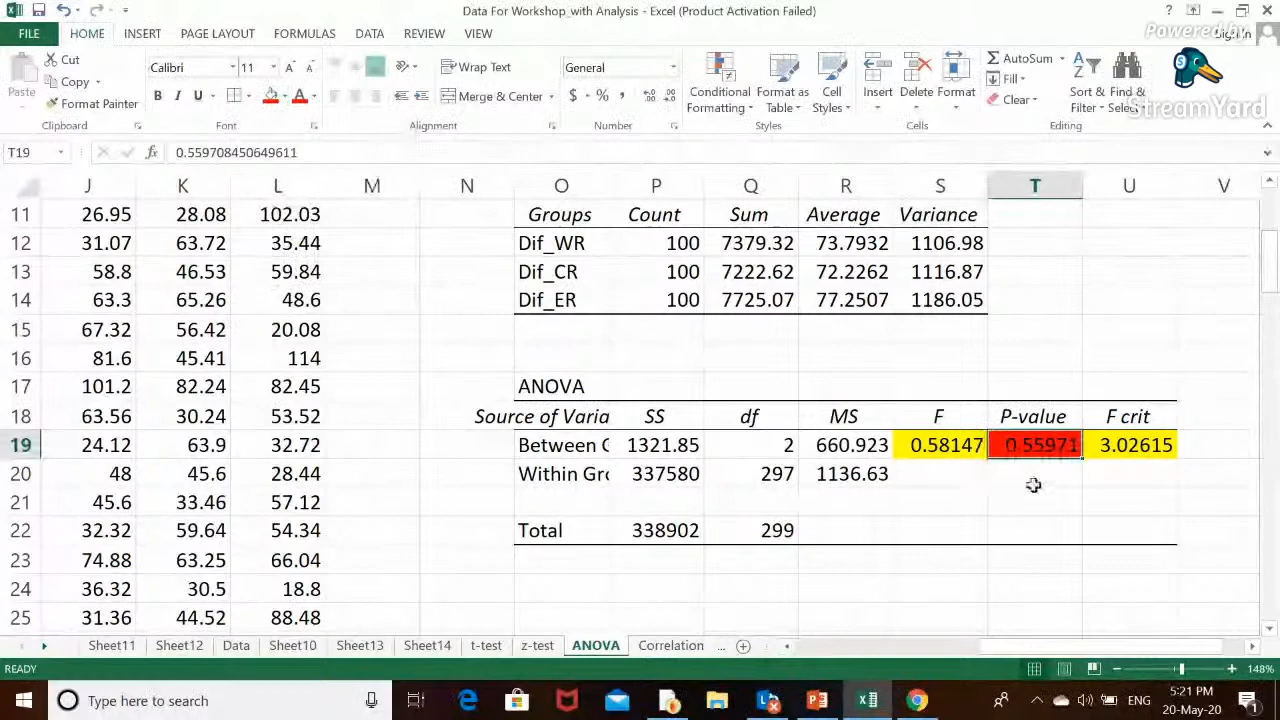 Data For Workshop_with Analysis - Excel (Product Activation Failed)
?
Powered by
Sign in
FILE HOME INSERT PAGE LAYOUT FORMULAS DATA REVIEW VIEW
Cut
Copy
Format Painter
Paste
Clipboard
Calibri 11
B I U
Font
Wrap Text
Merge & Center
Alignment
General
$ % ,
Number
Conditional Formatting
Format as Table
Cell Styles
Styles
Insert Delete Format
Cells
AutoSum
Fill
Clear
Sort & Filter
Find & Select
Editing
StreamYard
T19 fx 0.559708450649611
J K L M N O P Q R S T U V
11 26.95 28.08 102.03 Groups Count Sum Average Variance
12 31.07 63.72 35.44 Dif_WR 100 7379.32 73.7932 1106.98
13 58.8 46.53 59.84 Dif_CR 100 7222.62 72.2262 1116.87
14 63.3 65.26 48.6 Dif_ER 100 7725.07 77.2507 1186.05
15 67.32 56.42 20.08
16 81.6 45.41 114
17 101.2 82.24 82.45 ANOVA
18 63.56 30.24 53.52 Source of Varia SS df MS F P-value F crit
19 24.12 63.9 32.72 Between G 1321.85 2 660.923 0.58147 0.55971 3.02615
20 48 45.6 28.44 Within Gro 337580 297 1136.63
21 45.6 33.46 57.12
22 32.32 59.64 54.34 Total 338902 299
23 74.88 63.25 66.04
24 36.32 30.5 18.8
25 31.36 44.52 88.48
Sheet11 Sheet12 Data Sheet10 Sheet13 Sheet14 t-test z-test ANOVA Correlation ...
READY 148%
Type here to search
ENG
5:21 PM
20-May-20